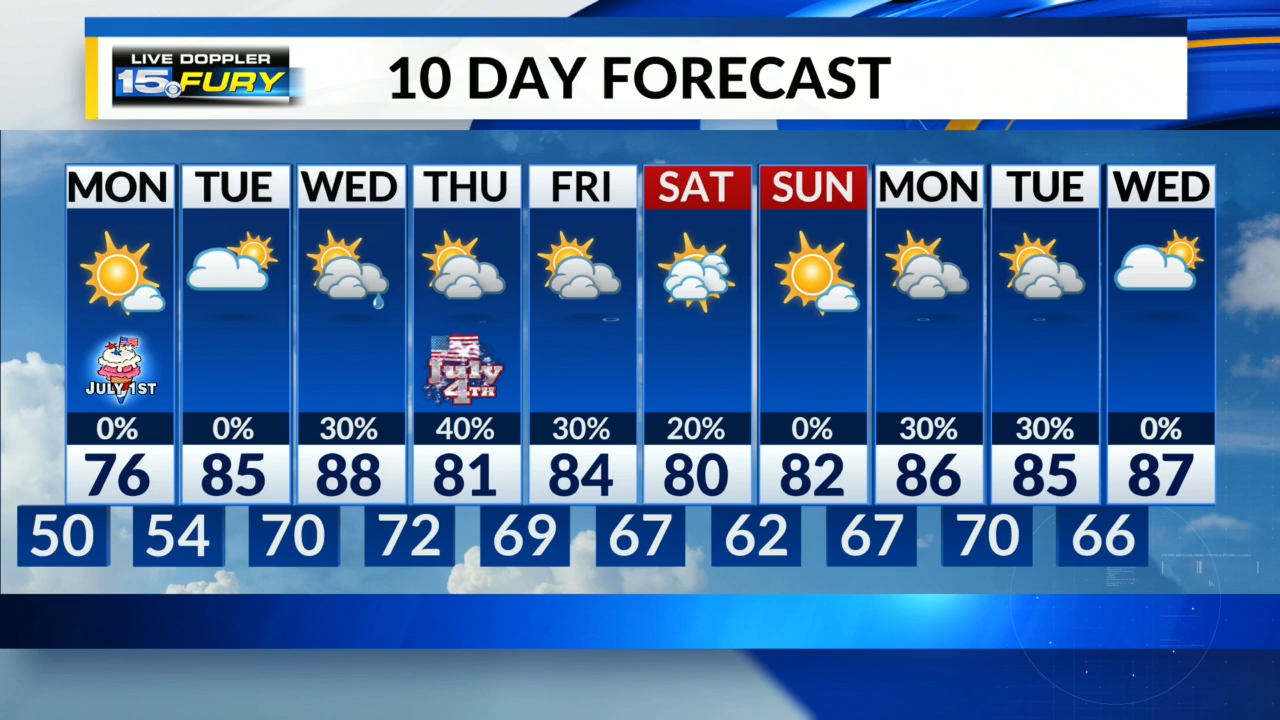 LIVE DOPPLER
15 FURY
10 DAY FORECAST
MON TUE WED THU FRI SAT SUN MON TUE WED
JULY 1ST
July
4TH
0% 0% 30% 40% 30% 20% 0% 30% 30% 0%
76 85 88 81 84 80 82 86 85 87
50 54 70 72 69 67 62 67 70 66